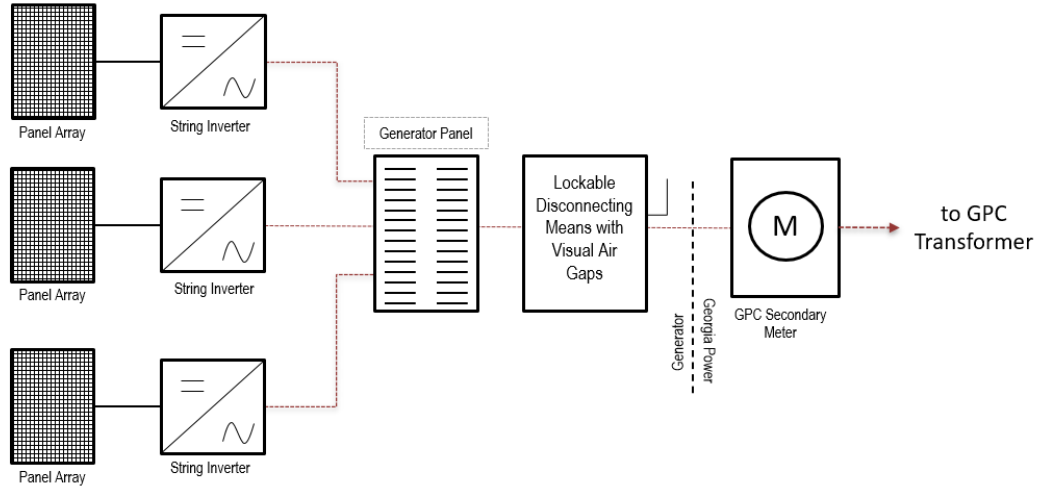 Panel Array
String Inverter
Panel Array
String Inverter
Panel Array
String Inverter
Generator Panel
Lockable
Disconnecting
Means with
Visual Air
Gaps
Generator
Georgia Power
M
GPC Secondary
Meter
to GPC
Transformer